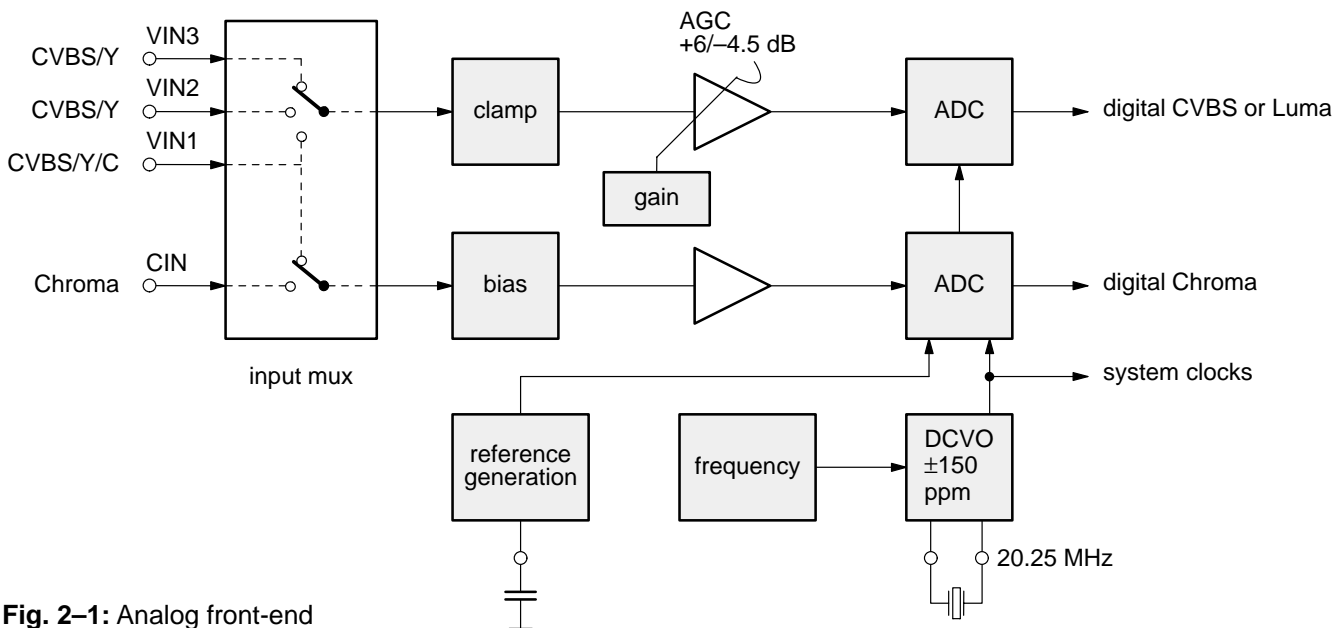 AGC
+6/–4.5 dB
VIN3
CVBS/Y
VIN2
CVBS/Y
clamp
ADC
digital CVBS or Luma
VIN1
CVBS/Y/C
gain
CIN
Chroma
bias
ADC
digital Chroma
input mux
system clocks
reference
generation
frequency
DCVO
±150
ppm
20.25 MHz
Fig. 2–1: Analog front-end